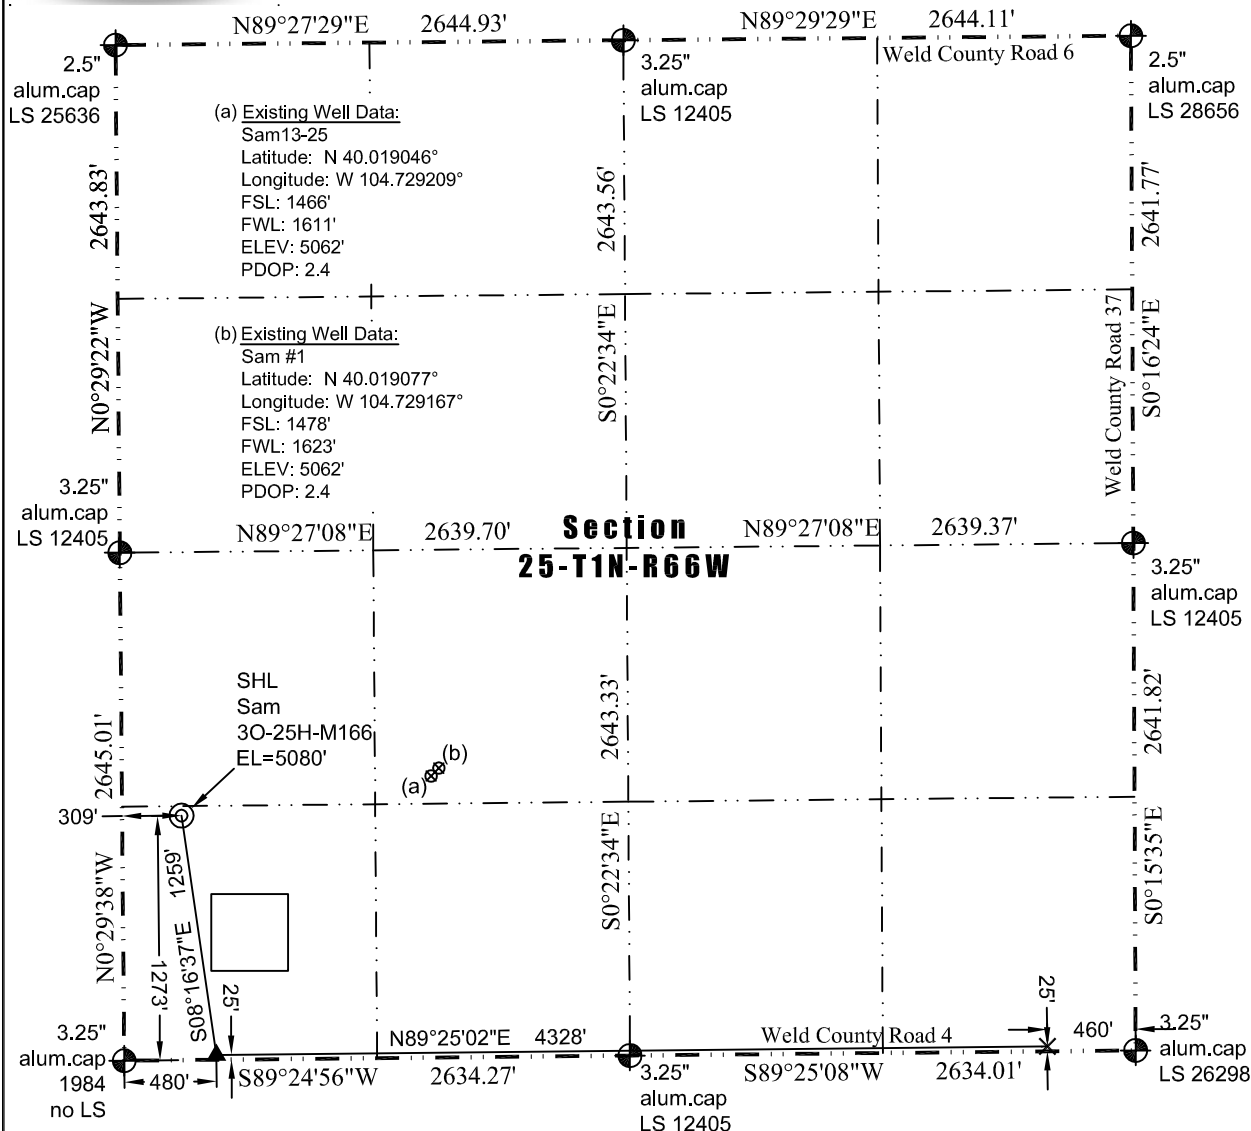 N89°27'29"E 2644.93' N89°29'29"E 2644.11'
Weld County Road 6
2.5"
alum.cap
LS 25636
3.25"
alum.cap
LS 12405
2.5"
alum.cap
LS 28656
(a) Existing Well Data:
Sam13-25
Latitude: N 40.019046°
Longitude: W 104.729209°
FSL: 1466'
FWL: 1611'
ELEV: 5062'
PDOP: 2.4
2643.83'
2643.56'
2641.77'
(b) Existing Well Data:
Sam #1
Latitude: N 40.019077°
Longitude: W 104.729167°
FSL: 1478'
FWL: 1623'
ELEV: 5062'
PDOP: 2.4
N0°29'22"W
S0°22'34"E
Weld County Road 37
S0°16'24"E
3.25"
alum.cap
LS 12405
N89°27'08"E 2639.70' Section N89°27'08"E 2639.37'
25-T1N-R66W
3.25"
alum.cap
LS 12405
SHL
Sam
3O-25H-M166
EL=5080'
2645.01'
2643.33'
2641.82'
(b)
(a)
309'
N0°29'38"W
1273'
S08°16'37"E 1259'
25'
S0°22'34"E
S0°15'35"E
25'
N89°25'02"E 4328' Weld County Road 4 460'
3.25"
alum.cap
1984
no LS
480' S89°24'56"W 2634.27' S89°25'08"W 2634.01'
3.25"
alum.cap
LS 12405
3.25"
alum.cap
LS 26298